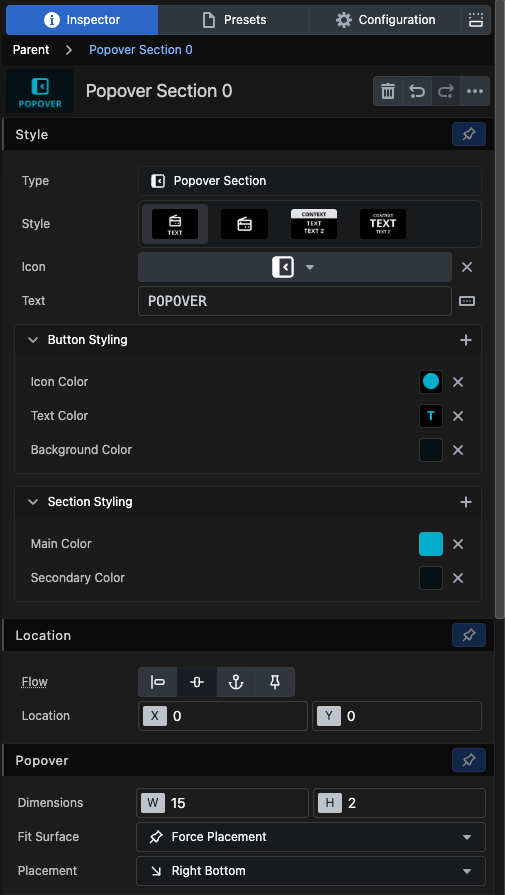 Inspector Presets Configuration
Parent Popover Section 0
POPOVER Popover Section 0
Style
Type Popover Section
Style TEXT CONTEXT TEXT TEXT 2 CONTEXT TEXT TEXT 2
Icon
Text POPOVER
Button Styling
Icon Color
Text Color T
Background Color
Section Styling
Main Color
Secondary Color
Location
Flow
Location X 0 Y 0
Popover
Dimensions W 15 H 2
Fit Surface Force Placement
Placement Right Bottom